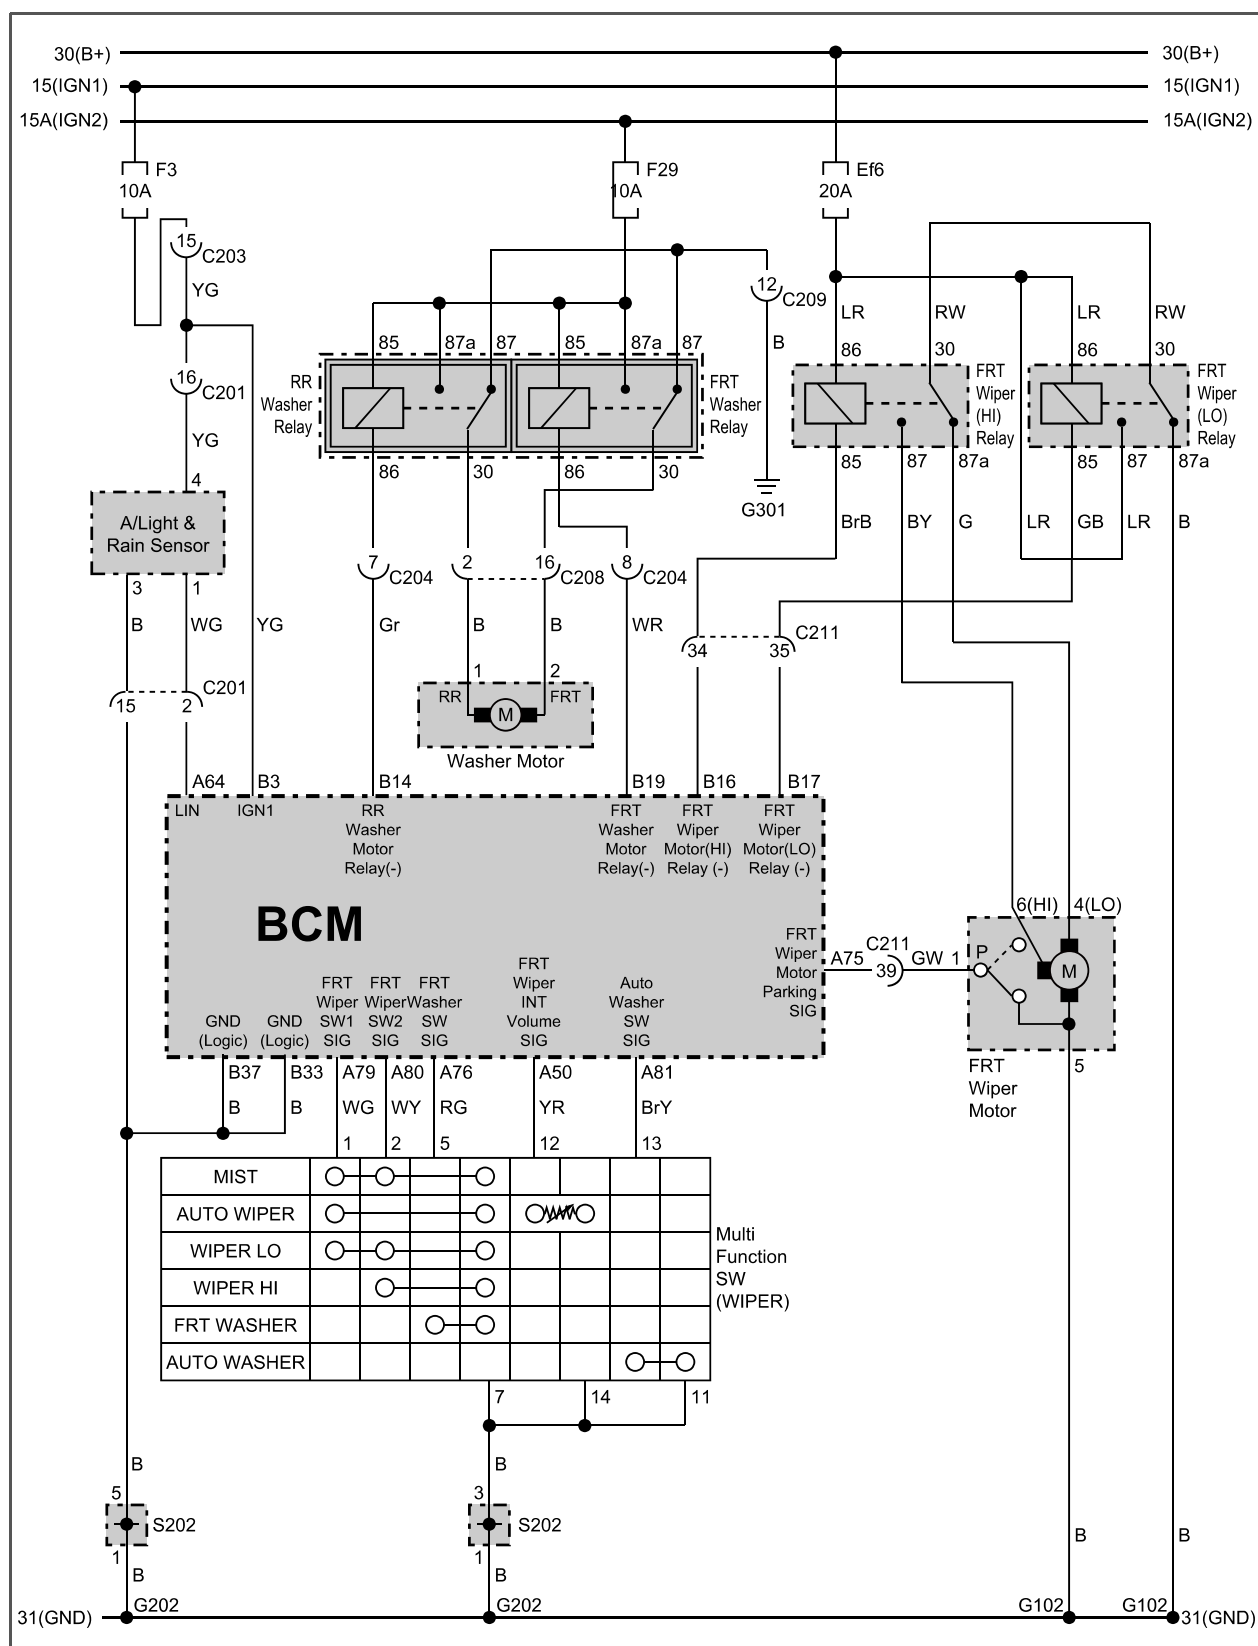 30(B+) 30(B+)
15(IGN1) 15(IGN1)
15A(IGN2) 15A(IGN2)
F3 F29 Ef6
10A 10A 20A
15 C203
12 C209
YG
LR RW LR RW
B
85 87a 87 85 87a 87
86 30 86 30
16 C201
RR
Washer
Relay
FRT
Washer
Relay
FRT
Wiper
(HI)
Relay
FRT
Wiper
(LO)
Relay
YG
86 30 86 30
85 87 87a 85 87 87a
4
G301
A/Light &
Rain Sensor
BrB BY G LR GB LR B
7 C204 2 16 C208 8 C204
3 1
B WG YG Gr B B WR
34 35 C211
1 2
RR M FRT
Washer Motor
15 2 C201
A64 B3 B14 B19 B16 B17
LIN IGN1
RR
Washer
Motor
Relay(-)
FRT
Washer
Motor
Relay(-)
FRT
Wiper
Motor(HI)
Relay (-)
FRT
Wiper
Motor(LO)
Relay (-)
BCM
FRT
Wiper
Motor
Parking
SIG
A75 C211
39 GW 1
6(HI) 4(LO)
P M
5
FRT
Wiper
Motor
GND
(Logic)
GND
(Logic)
FRT
Wiper
SW1
SIG
FRT
Wiper
SW2
SIG
FRT
Washer
SW
SIG
FRT
Wiper
INT
Volume
SIG
Auto
Washer
SW
SIG
B37 B33 A79 A80 A76 A50 A81
B B WG WY RG YR BrY
1 2 5 12 13
MIST
AUTO WIPER
WIPER LO
WIPER HI
FRT WASHER
AUTO WASHER
Multi
Function
SW
(WIPER)
7 14 11
B B
5 3
S202 S202
1 1
B B B B
31(GND) G202 G202 G102 G102 31(GND)